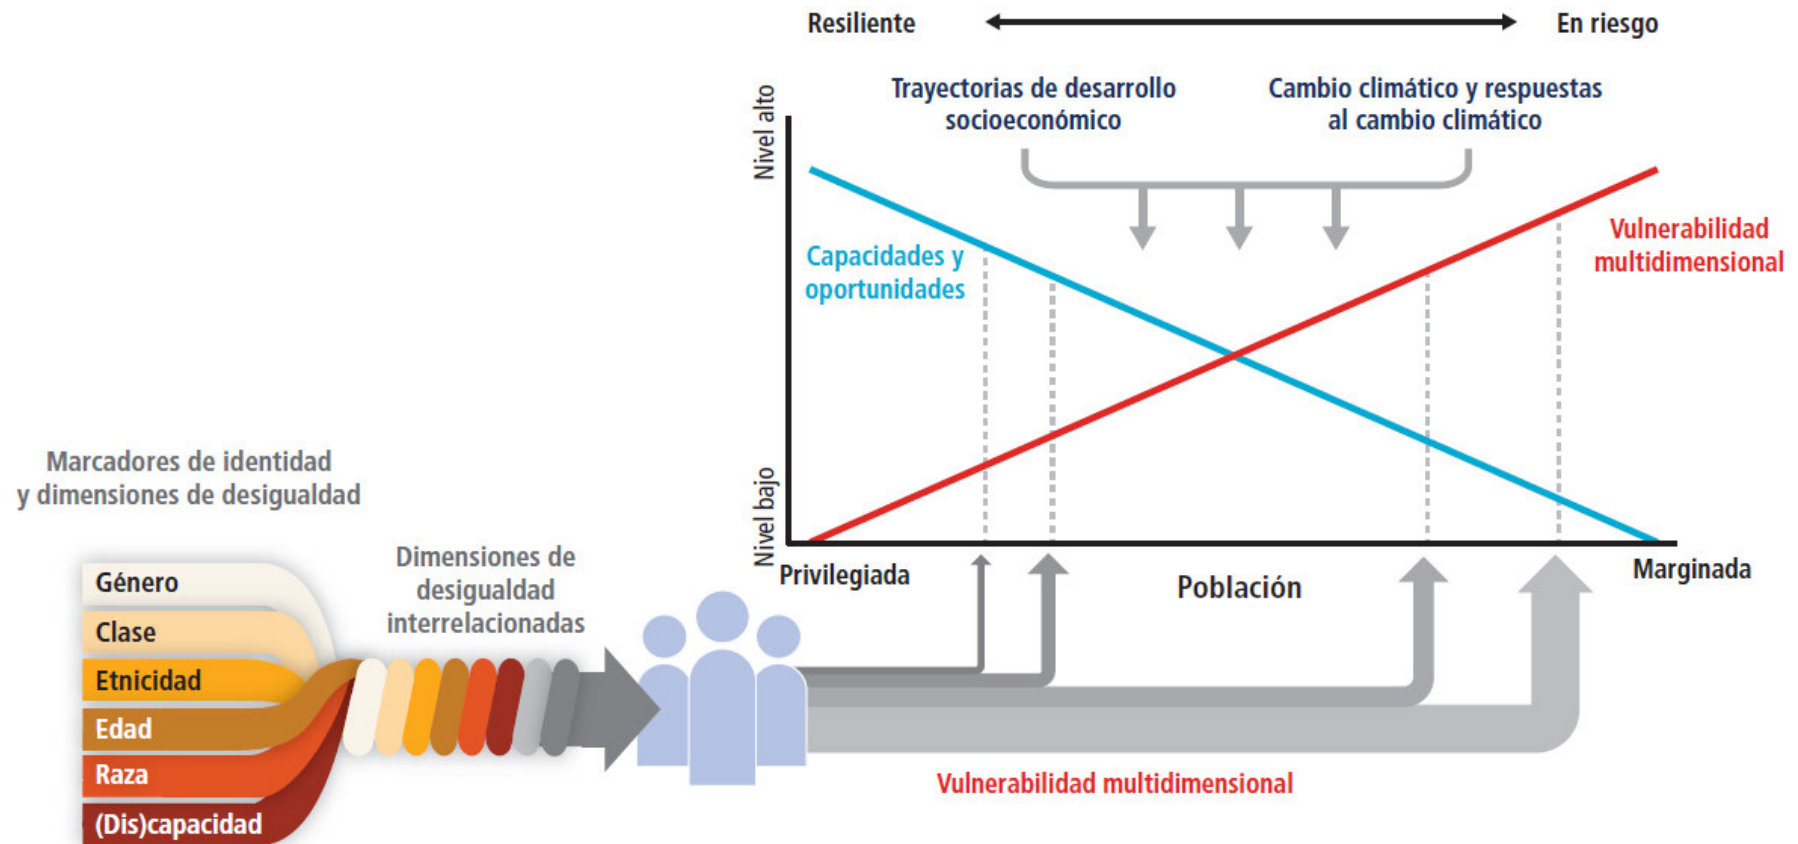 Resiliente
En riesgo
Trayectorias de desarrollo
socioeconómico
Cambio climático y respuestas
al cambio climático
Nivel alto
Capacidades y
oportunidades
Vulnerabilidad
multidimensional
Nivel bajo
Privilegiada
Población
Marginada
Marcadores de identidad
y dimensiones de desigualdad
Dimensiones de
desigualdad
interrelacionadas
Género
Clase
Etnicidad
Edad
Raza
(Dis)capacidad
Vulnerabilidad multidimensional